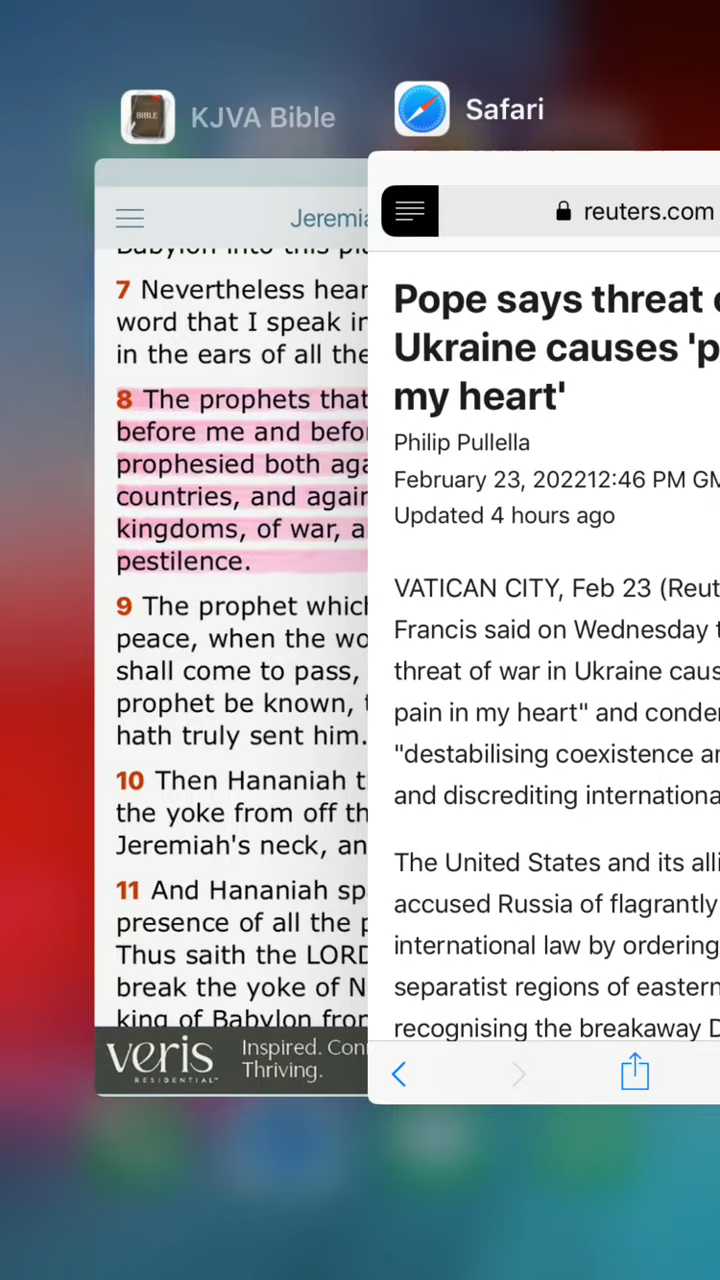 KJVA Bible
Safari
BIBLE
Jeremia
Babylon into this pl
7 Nevertheless hear
word that I speak in
in the ears of all the
8 The prophets that
before me and befo
prophesied both aga
countries, and again
kingdoms, of war, a
pestilence.
9 The prophet which
peace, when the wo
shall come to pass,
prophet be known, t
hath truly sent him.
10 Then Hananiah t
the yoke from off th
Jeremiah's neck, an
11 And Hananiah sp
presence of all the p
Thus saith the LORD
break the yoke of N
king of Babylon from
veris
RESIDENTIAL
Inspired. Con
Thriving.
reuters.com
Pope says threat
Ukraine causes 'p
my heart'
Philip Pullella
February 23, 202212:46 PM GM
Updated 4 hours ago
VATICAN CITY, Feb 23 (Reut
Francis said on Wednesday t
threat of war in Ukraine caus
pain in my heart" and conde
"destabilising coexistence a
and discrediting internationa
The United States and its alli
accused Russia of flagrantly
international law by ordering
separatist regions of eastern
recognising the breakaway D